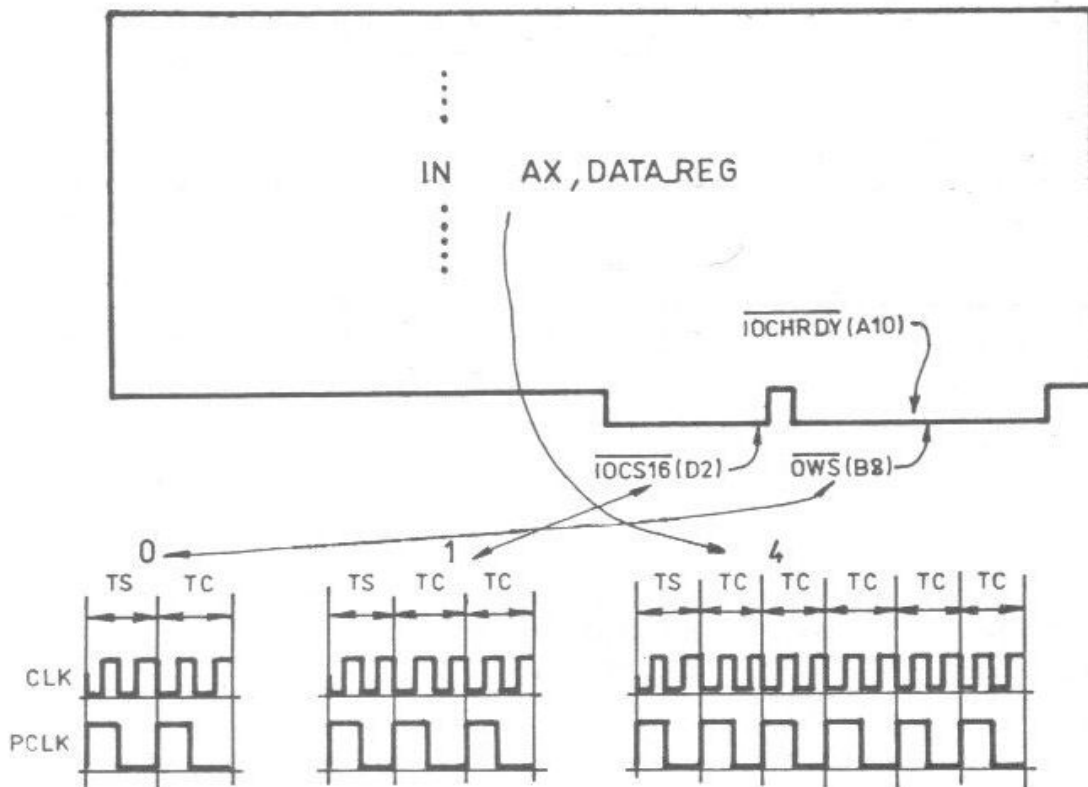 IN AX, DATA_REG
IOCHRDY (A10)
IOCS16 (D2) OWS (B8)
0 1 4
TS TC TS TC TC TS TC TC TC TC TC
CLK
PCLK